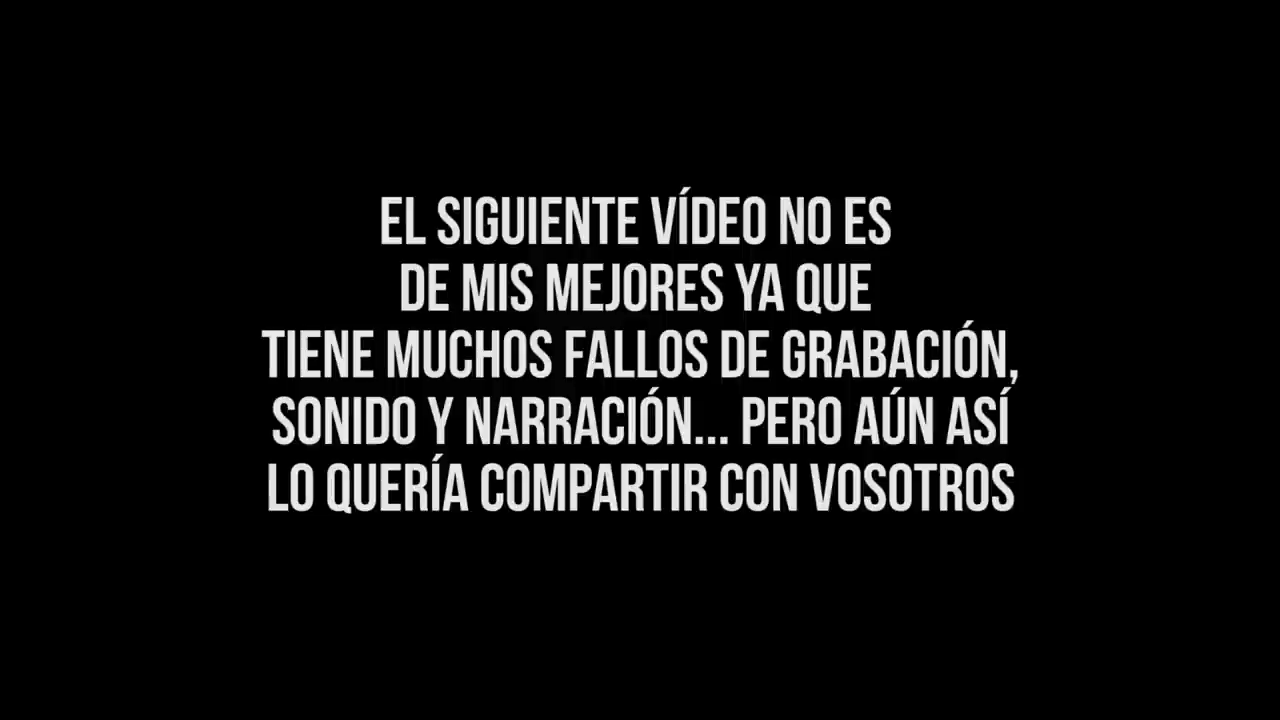 EL SIGUIENTE VÍDEO NO ES
DE MIS MEJORES YA QUE
TIENE MUCHOS FALLOS DE GRABACIÓN,
SONIDO Y NARRACIÓN... PERO AÚN ASÍ
LO QUERÍA COMPARTIR CON VOSOTROS